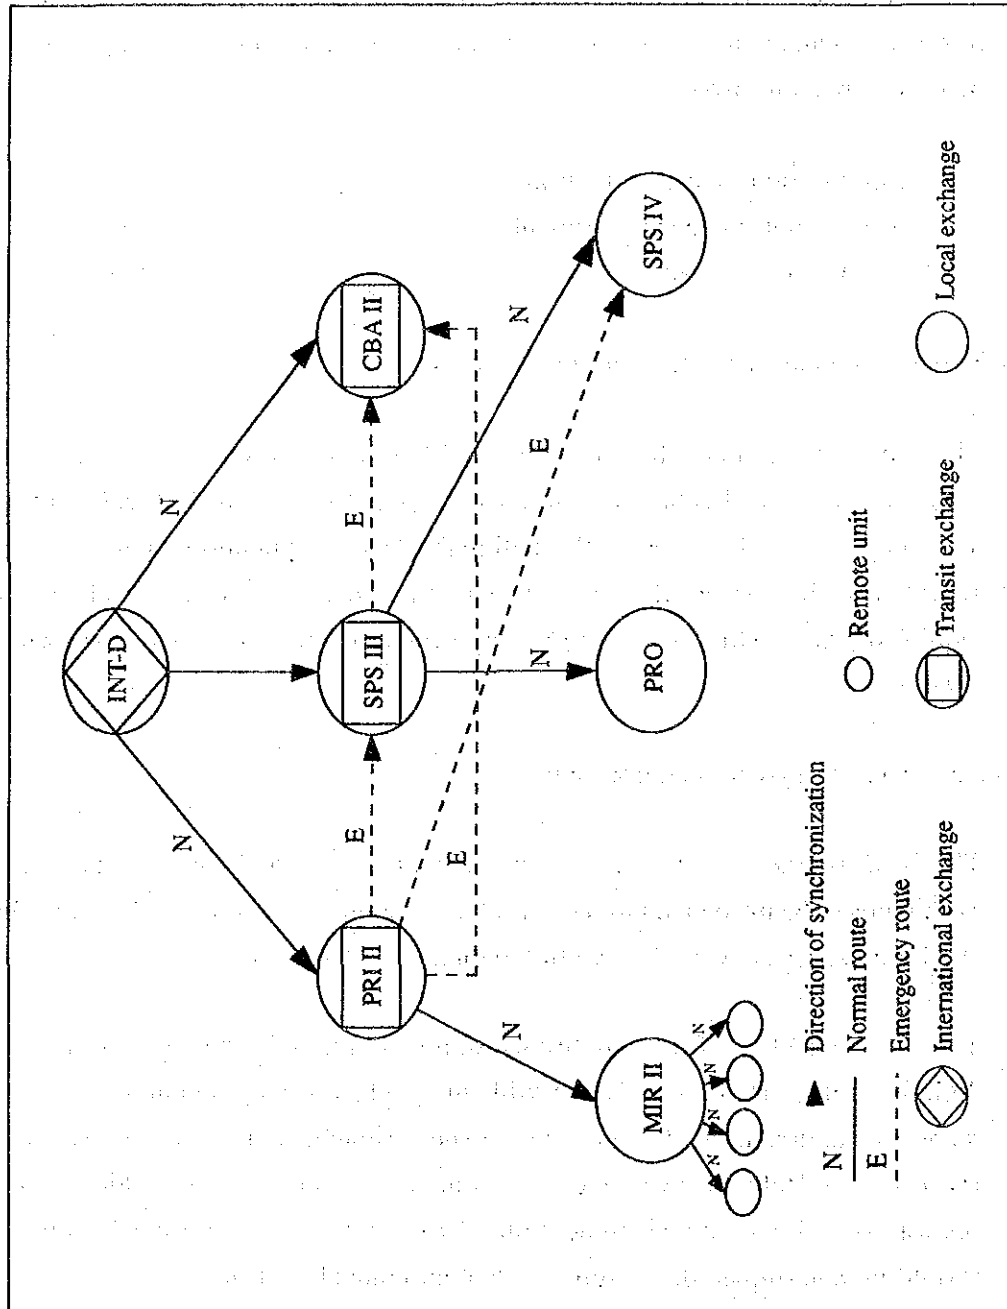 INT-D
N
N
PRI II
E
SPS III
E
CBA II
E
N
N
E
N
MIR II
PRO
SPS IV
N
N
N
N
Direction of synchronization
N
Normal route
Remote unit
E
Emergency route
International exchange
Transit exchange
Local exchange